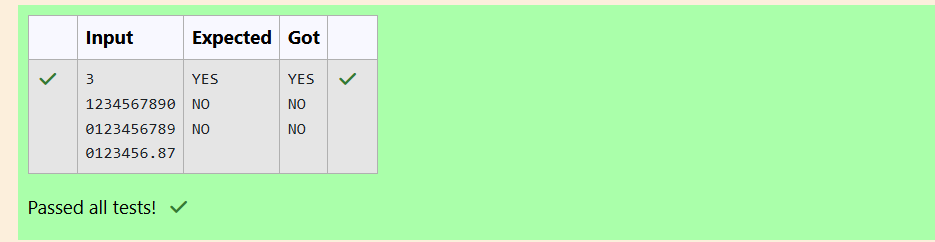 Input Expected Got
3 YES YES
1234567890 NO NO
0123456789 NO NO
0123456.87
Passed all tests!